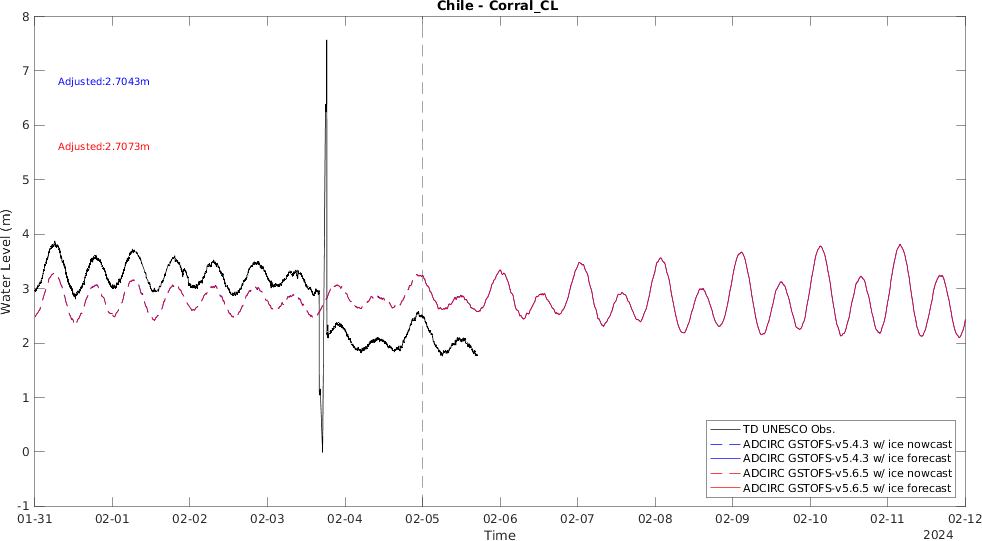 Chile - Corral_CL
8
7
6
5
4
3
2
1
0
-1
Water Level (m)
Adjusted:2.7043m
Adjusted:2.7073m
TD UNESCO Obs.
ADCIRC GSTOFS-v5.4.3 w/ ice nowcast
ADCIRC GSTOFS-v5.4.3 w/ ice forecast
ADCIRC GSTOFS-v5.6.5 w/ ice nowcast
ADCIRC GSTOFS-v5.6.5 w/ ice forecast
01-31 02-01 02-02 02-03 02-04 02-05 02-06 02-07 02-08 02-09 02-10 02-11 02-12
Time
2024